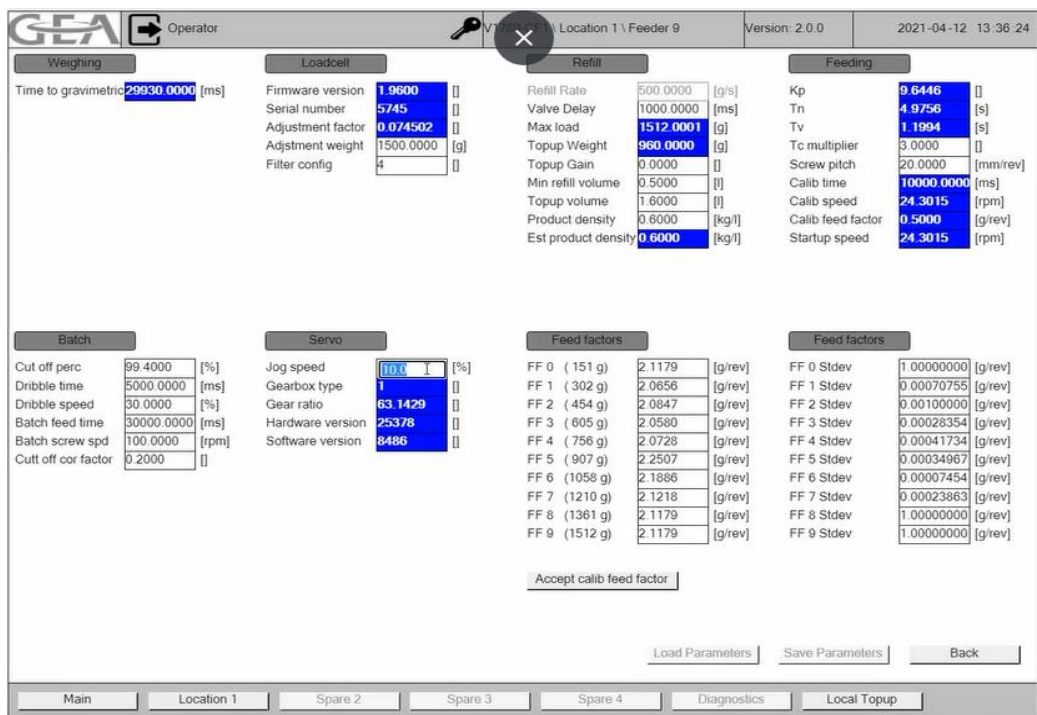 GEA Operator Location 1 \ Feeder 9 Version: 2.0.0 2021-04-12 13:36:24
Weighing Loadcell Refill Feeding
Time to gravimetric 29930.0000 [ms] Firmware version 1.9600 [] Refill Rate 500.0000 [g/s] Kp 9.6446 []
Serial number 5745 [] Valve Delay 1000.0000 [ms] Tn 4.9756 [s]
Adjustment factor 0.074502 [] Max load 1512.0001 [g] Tv 1.1994 [s]
Adjstment weight 1500.0000 [g] Topup Weight 960.0000 [g] Tc multiplier 3.0000 []
Filter config 4 [] Topup Gain 0.0000 [] Screw pitch 20.0000 [mm/rev]
Min refill volume 0.5000 [l] Calib time 10000.0000 [ms]
Topup volume 1.6000 [l] Calib speed 24.3015 [rpm]
Product density 0.6000 [kg/l] Calib feed factor 0.5000 [g/rev]
Est product density 0.6000 [kg/l] Startup speed 24.3015 [rpm]
Batch Servo Feed factors Feed factors
Cut off perc 99.4000 [%] Jog speed 10.0 [%] FF 0 ( 151 g) 2.1179 [g/rev] FF 0 Stdev 1.00000000 [g/rev]
Dribble time 5000.0000 [ms] Gearbox type 1 [] FF 1 ( 302 g) 2.0656 [g/rev] FF 1 Stdev 0.00070755 [g/rev]
Dribble speed 30.0000 [%] Gear ratio 63.1429 [] FF 2 ( 454 g) 2.0847 [g/rev] FF 2 Stdev 0.00100000 [g/rev]
Batch feed time 30000.0000 [ms] Hardware version 25378 [] FF 3 ( 605 g) 2.0580 [g/rev] FF 3 Stdev 0.00028354 [g/rev]
Batch screw spd 100.0000 [rpm] Software version 8486 [] FF 4 ( 756 g) 2.0728 [g/rev] FF 4 Stdev 0.00041734 [g/rev]
Cutt off cor factor 0.2000 [] FF 5 ( 907 g) 2.2507 [g/rev] FF 5 Stdev 0.00034967 [g/rev]
FF 6 (1058 g) 2.1886 [g/rev] FF 6 Stdev 0.00007454 [g/rev]
FF 7 (1210 g) 2.1218 [g/rev] FF 7 Stdev 0.00023863 [g/rev]
FF 8 (1361 g) 2.1179 [g/rev] FF 8 Stdev 1.00000000 [g/rev]
FF 9 (1512 g) 2.1179 [g/rev] FF 9 Stdev 1.00000000 [g/rev]
Accept calib feed factor
Load Parameters Save Parameters Back
Main Location 1 Spare 2 Spare 3 Spare 4 Diagnostics Local Topup